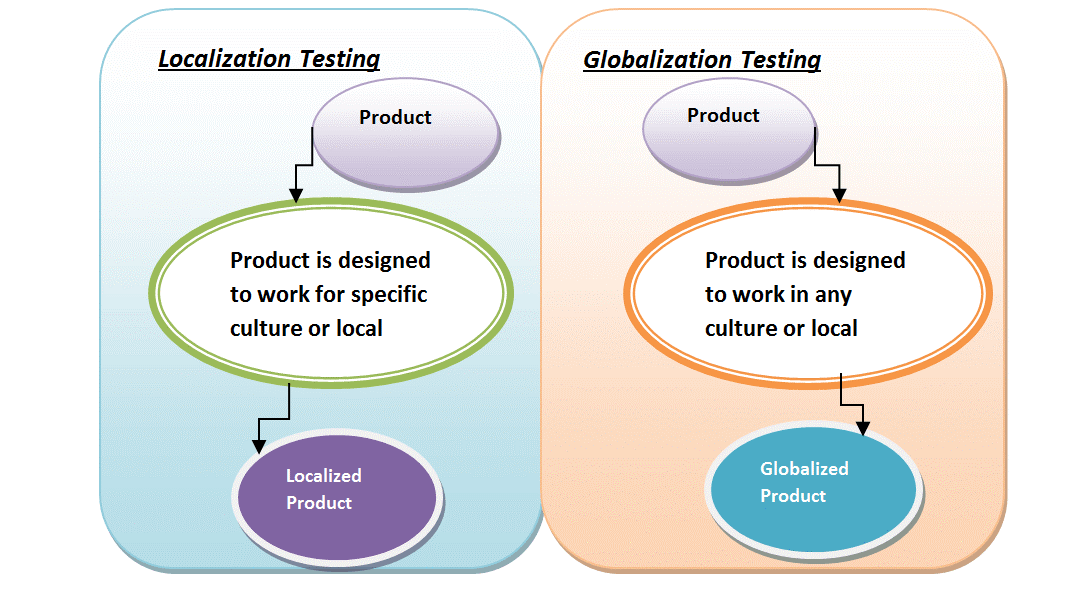 Localization Testing
Product
Product is designed
to work for specific
culture or local
Localized
Product
Globalization Testing
Product
Product is designed
to work in any
culture or local
Globalized
Product